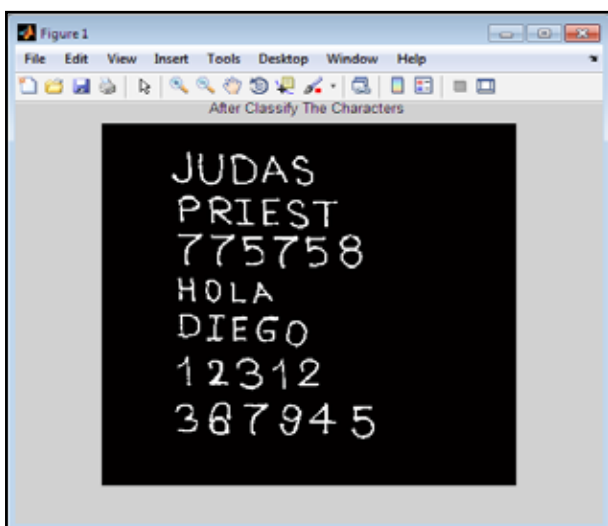 Figure 1
File Edit View Insert Tools Desktop Window Help
After Classify The Characters
JUDAS
PRIEST
775758
HOLA
DIEGO
12312
367945